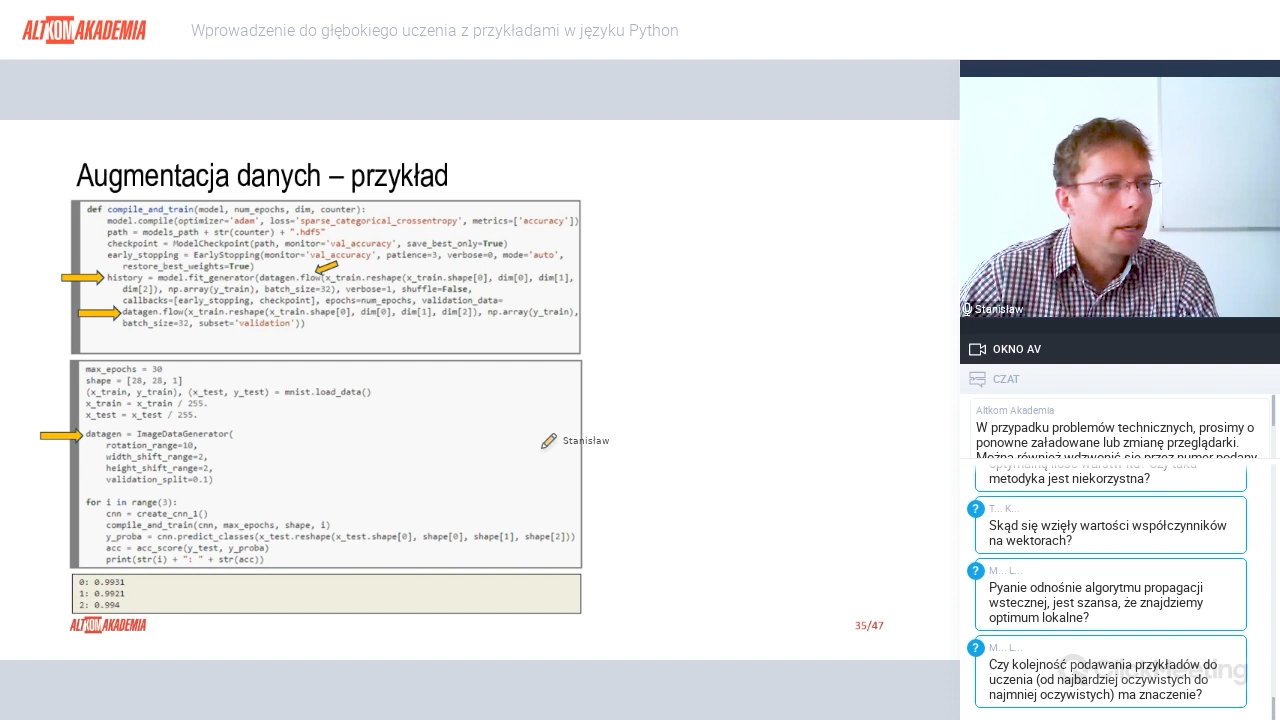 ALTKOMAKADEMIA
Wprowadzenie do głębokiego uczenia z przykładami w języku Python
Augmentacja danych – przykład
def compile_and_train(model, num_epochs, dim, counter):
model.compile(optimizer='adam', loss='sparse_categorical_crossentropy', metrics=['accuracy'])
path = models_path + str(counter) + ".hdf5"
checkpoint = ModelCheckpoint(path, monitor='val_accuracy', save_best_only=True)
early_stopping = EarlyStopping(monitor='val_accuracy', patience=3, verbose=0, mode='auto',
restore_best_weights=True)
history = model.fit_generator(datagen.flow(x_train.reshape(x_train.shape[0], dim[0], dim[1],
dim[2]), np.array(y_train), batch_size=32), verbose=1, shuffle=False,
callbacks=[early_stopping, checkpoint], epochs=num_epochs, validation_data=
datagen.flow(x_train.reshape(x_train.shape[0], dim[0], dim[1], dim[2]), np.array(y_train),
batch_size=32, subset='validation'))
max_epochs = 30
shape = [28, 28, 1]
(x_train, y_train), (x_test, y_test) = mnist.load_data()
x_train = x_train / 255.
x_test = x_test / 255.
datagen = ImageDataGenerator(
rotation_range=10,
width_shift_range=2,
height_shift_range=2,
validation_split=0.1)
for i in range(3):
cnn = create_cnn_1()
compile_and_train(cnn, max_epochs, shape, i)
y_proba = cnn.predict_classes(x_test.reshape(x_test.shape[0], shape[0], shape[1], shape[2]))
acc = acc_score(y_test, y_proba)
print(str(i) + ": " + str(acc))
0: 0.9931
1: 0.9921
2: 0.994
Stanisław
ALTKOMAKADEMIA
35/47
Stanisław
OKNO AV
CZAT
Altkom Akademia
W przypadku problemów technicznych, prosimy o
ponowne załadowane lub zmianę przeglądarki.
Można również wdzwonić się przez numer podany
metodyka jest niekorzystna?
T... K...
Skąd się wzięły wartości współczynników
na wektorach?
M... L...
Pyanie odnośnie algorytmu propagacji
wstecznej, jest szansa, że znajdziemy
optimum lokalne?
M... L...
Czy kolejność podawania przykładów do
uczenia (od najbardziej oczywistych do
najmniej oczywistych) ma znaczenie?
ClickMeeting